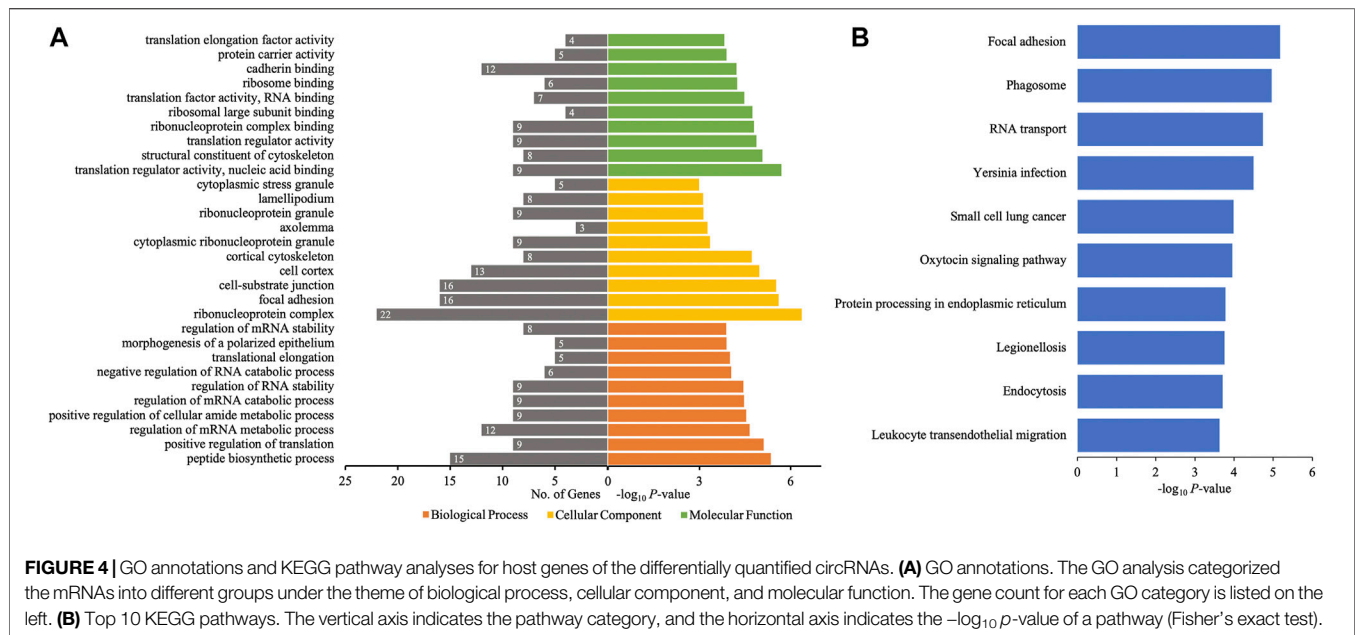 A
translation elongation factor activity 4
protein carrier activity 5
cadherin binding 12
ribosome binding 6
translation factor activity, RNA binding 7
ribosomal large subunit binding 4
ribonucleoprotein complex binding 9
translation regulator activity 9
structural constituent of cytoskeleton 8
translation regulator activity, nucleic acid binding 9
cytoplasmic stress granule 5
lamellipodium 8
ribonucleoprotein granule 9
axolemma 3
cytoplasmic ribonucleoprotein granule 9
cortical cytoskeleton 8
cell cortex 13
cell-substrate junction 16
focal adhesion 16
ribonucleoprotein complex 22
regulation of mRNA stability 8
morphogenesis of a polarized epithelium 5
translational elongation 5
negative regulation of RNA catabolic process 6
regulation of RNA stability 9
regulation of mRNA catabolic process 9
positive regulation of cellular amide metabolic process 9
regulation of mRNA metabolic process 12
positive regulation of translation 9
peptide biosynthetic process 15
25 20 15 10 5 0 3 6
No. of Genes -log10 P-value
Biological Process Cellular Component Molecular Function
B
Focal adhesion
Phagosome
RNA transport
Yersinia infection
Small cell lung cancer
Oxytocin signaling pathway
Protein processing in endoplasmic reticulum
Legionellosis
Endocytosis
Leukocyte transendothelial migration
0 1 2 3 4 5 6
-log10 P-value
FIGURE 4 | GO annotations and KEGG pathway analyses for host genes of the differentially quantified circRNAs. (A) GO annotations. The GO analysis categorized
the mRNAs into different groups under the theme of biological process, cellular component, and molecular function. The gene count for each GO category is listed on the
left. (B) Top 10 KEGG pathways. The vertical axis indicates the pathway category, and the horizontal axis indicates the –log10 p-value of a pathway (Fisher's exact test).